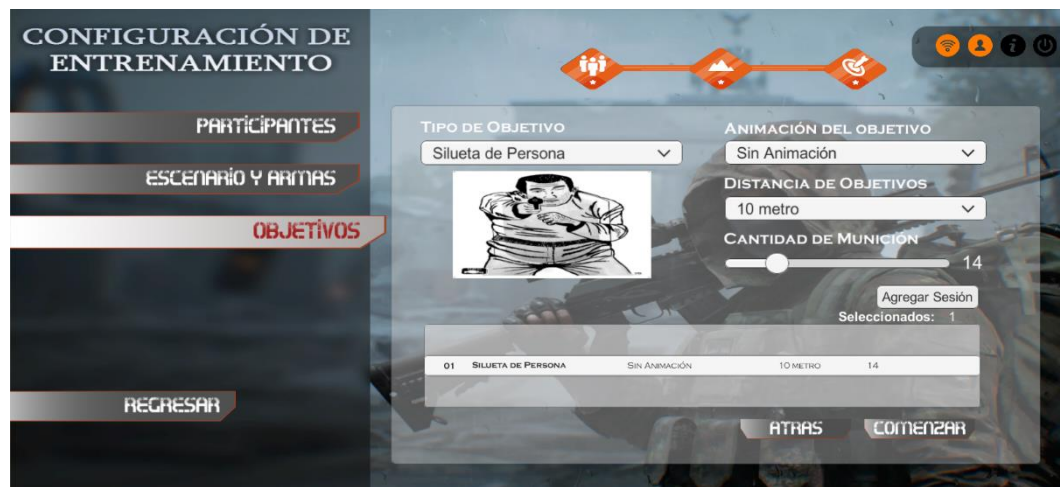 CONFIGURACIÓN DE
ENTRENAMIENTO
PARTICIPANTES
ESCENARIO Y ARMAS
OBJETIVOS
REGRESAR
TIPO DE OBJETIVO
Silueta de Persona
ANIMACIÓN DEL OBJETIVO
Sin Animación
DISTANCIA DE OBJETIVOS
10 metro
CANTIDAD DE MUNICIÓN
14
Agregar Sesión
Seleccionados: 1
01 SILUETA DE PERSONA SIN ANIMACIÓN 10 METRO 14
ATRAS COMENZAR